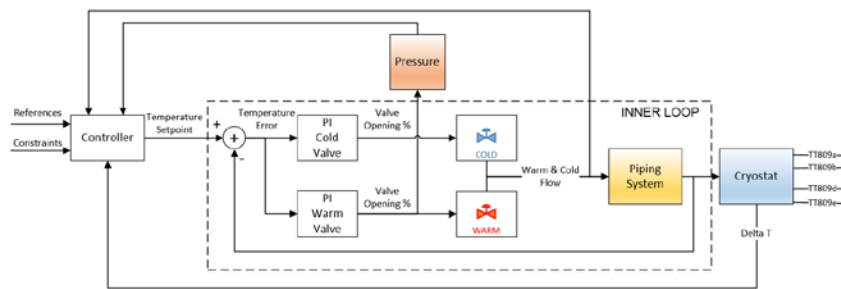 Pressure
INNER LOOP
References
Constraints
Controller
Temperature
Setpoint
+
−
+
Temperature
Error
PI
Cold
Valve
Valve
Opening %
COLD
PI
Warm
Valve
Valve
Opening %
WARM
Warm & Cold
Flow
Piping
System
Cryostat
TT809a
TT809b
TT809d
TT809e
Delta T